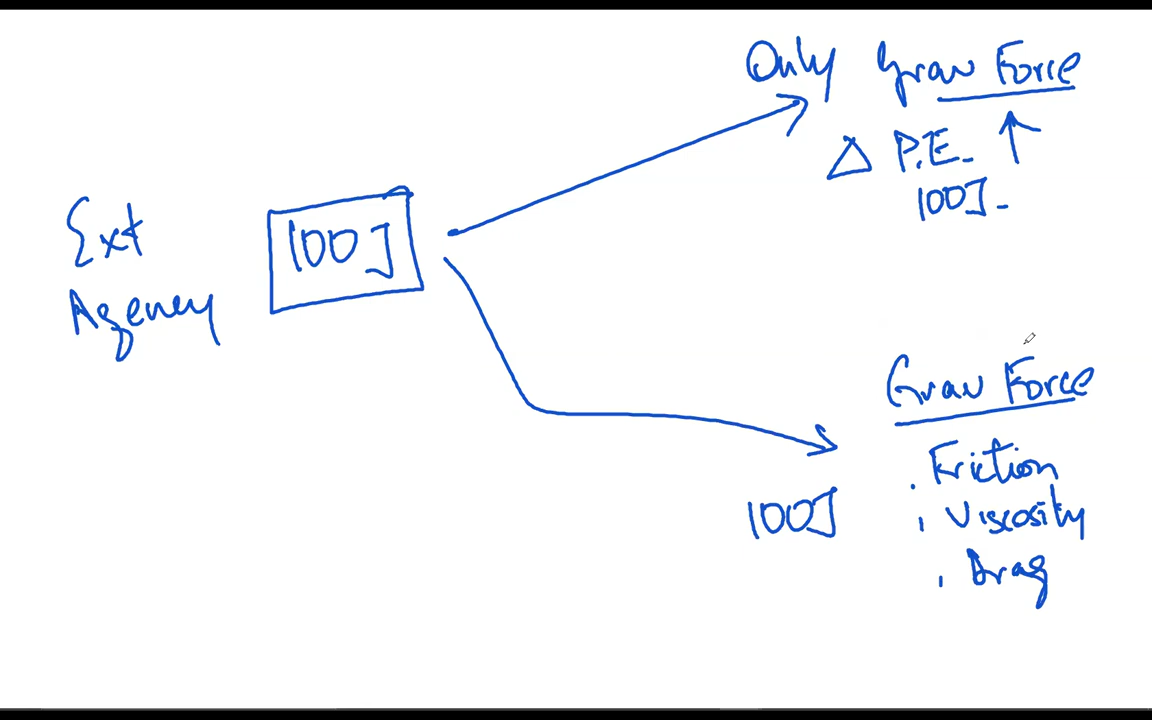 Only Grav Force
Δ P.E. ↑
100J.
Ext
Agency
100J
Grav Force
. Friction
. Viscosity
. Drag
100J